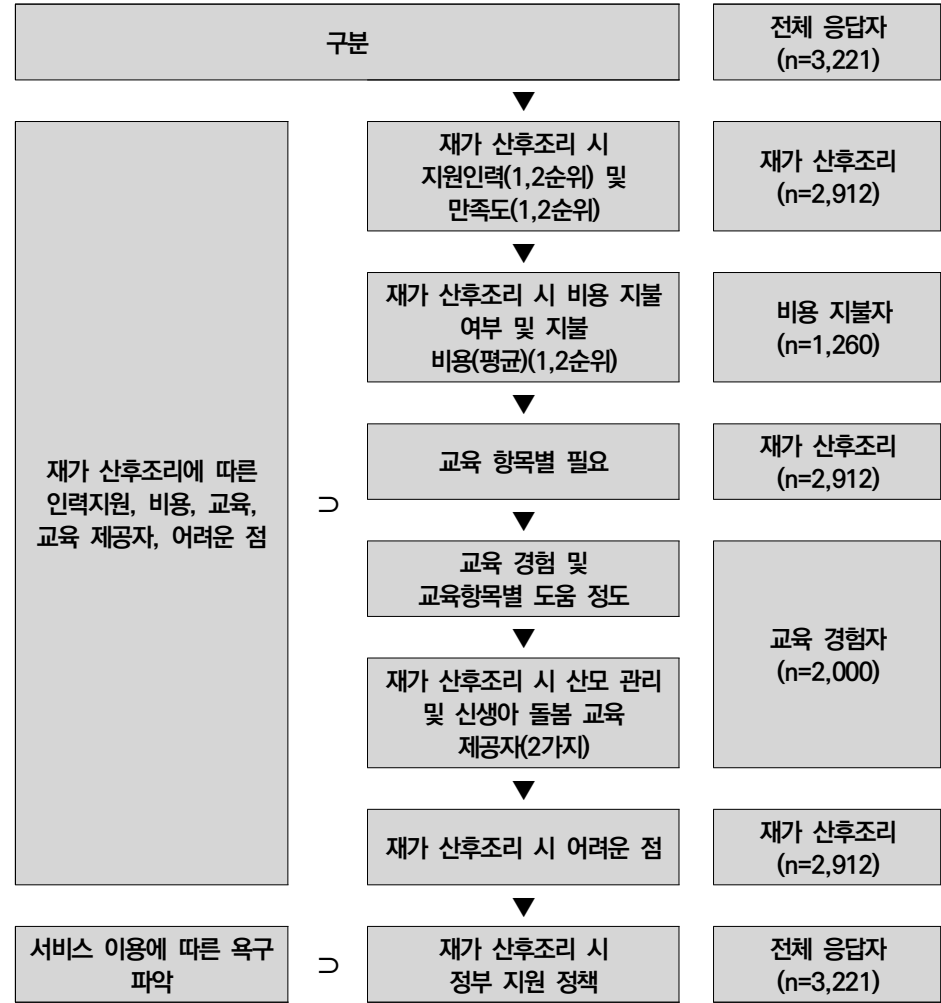 구분
전체 응답자
(n=3,221)
▼
재가 산후조리에 따른
인력지원, 비용, 교육,
교육 제공자, 어려운 점
⊃
재가 산후조리 시
지원인력(1,2순위) 및
만족도(1,2순위)
재가 산후조리
(n=2,912)
▼
재가 산후조리 시 비용 지불
여부 및 지불
비용(평균)(1,2순위)
비용 지불자
(n=1,260)
▼
교육 항목별 필요
재가 산후조리
(n=2,912)
▼
교육 경험 및
교육항목별 도움 정도
▼
재가 산후조리 시 산모 관리
및 신생아 돌봄 교육
제공자(2가지)
교육 경험자
(n=2,000)
▼
재가 산후조리 시 어려운 점
재가 산후조리
(n=2,912)
▼
서비스 이용에 따른 욕구
파악
⊃
재가 산후조리 시
정부 지원 정책
전체 응답자
(n=3,221)